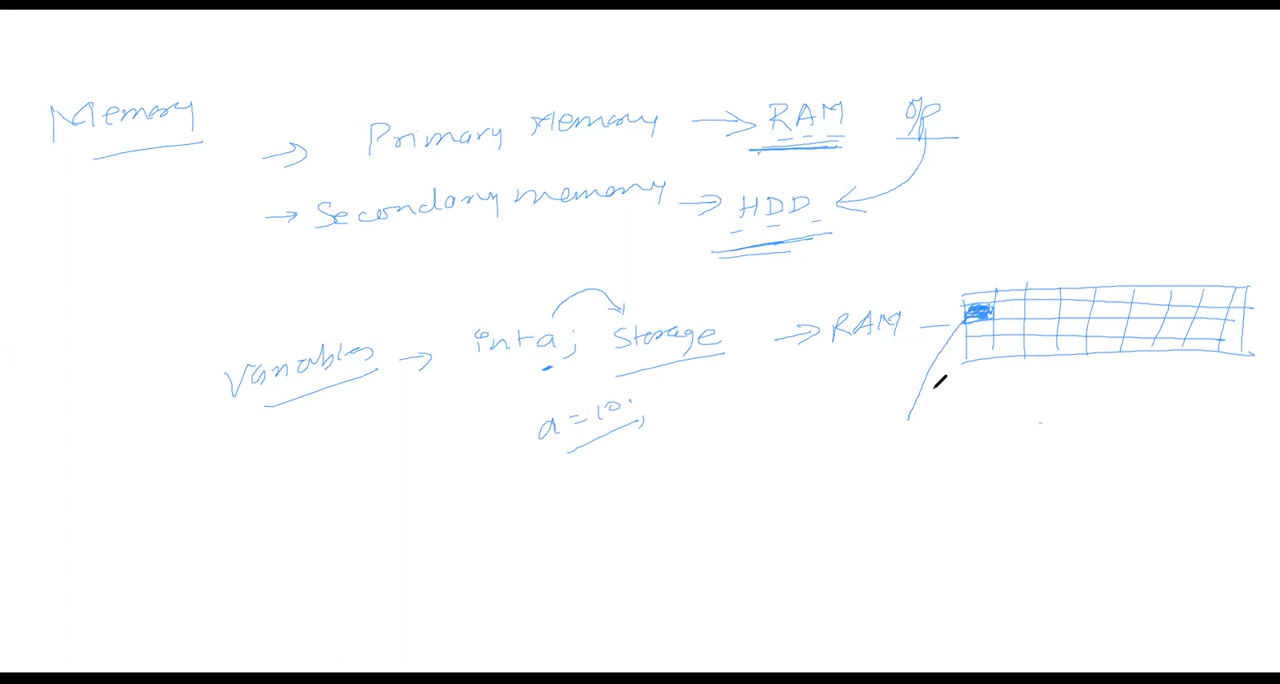 Memory
→ Primary Memory → RAM O/p
→ Secondary memory → HDD
Variables → int a; Storage → RAM
a = 10;